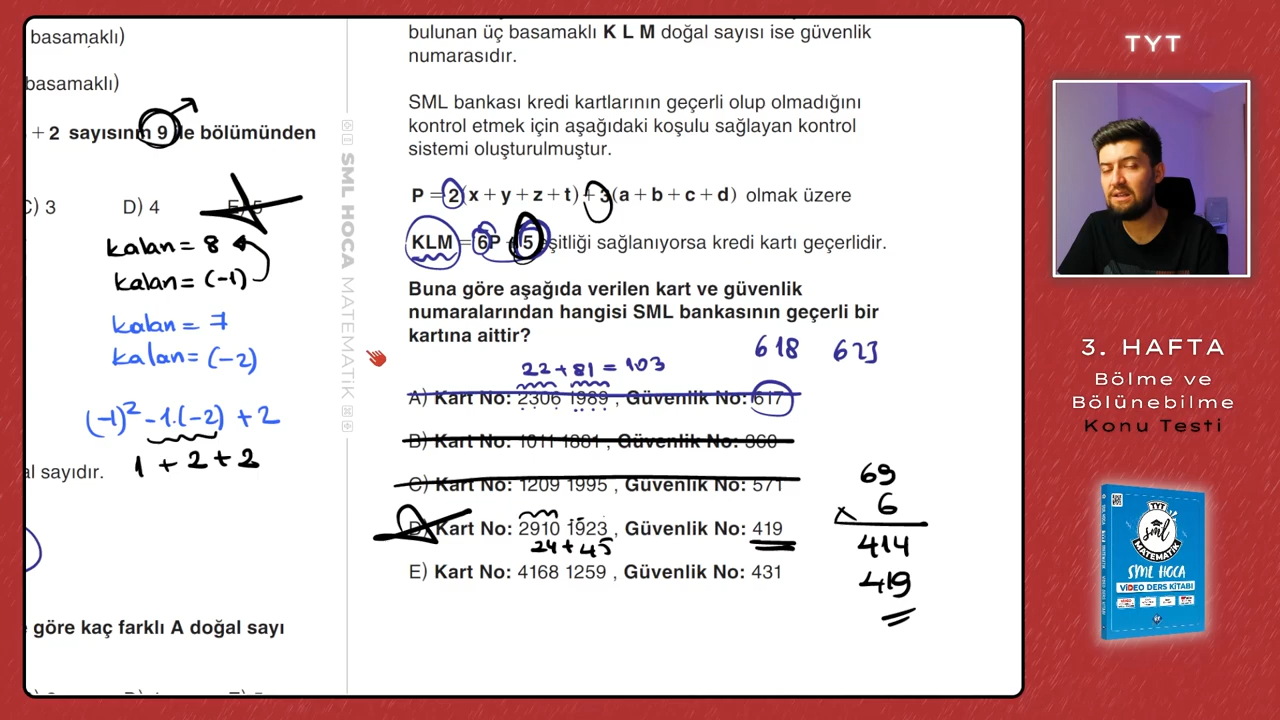 basamaklı)
basamaklı)
+ 2 sayısının 9 ile bölümünden
C) 3 D) 4 E) 5
kalan = 8
kalan = (-1)
kalan = 7
kalan = (-2)
(-1)² -1.(-2) + 2
1 + 2 + 2
al sayıdır.
göre kaç farklı A doğal sayı
SML HOCA MATEMATİK
bulunan üç basamaklı K L M doğal sayısı ise güvenlik
numarasıdır.
SML bankası kredi kartlarının geçerli olup olmadığını
kontrol etmek için aşağıdaki koşulu sağlayan kontrol
sistemi oluşturulmuştur.
P = 2(x + y + z + t) + 3(a + b + c + d) olmak üzere
KLM = 6P + 5 eşitliği sağlanıyorsa kredi kartı geçerlidir.
Buna göre aşağıda verilen kart ve güvenlik
numaralarından hangisi SML bankasının geçerli bir
kartına aittir?
618 623
22 + 81 = 103
A) Kart No: 2306 1989 , Güvenlik No: 617
B) Kart No: 1011 1881 , Güvenlik No: 360
C) Kart No: 1209 1995 , Güvenlik No: 571
D) Kart No: 2910 1923 , Güvenlik No: 419
24 + 45
E) Kart No: 4168 1259 , Güvenlik No: 431
69
x 6
414
419
TYT
3. HAFTA
Bölme ve
Bölünebilme
Konu Testi
TYT
sml
MATEMATİK
SML HOCA
VİDEO DERS KİTABI